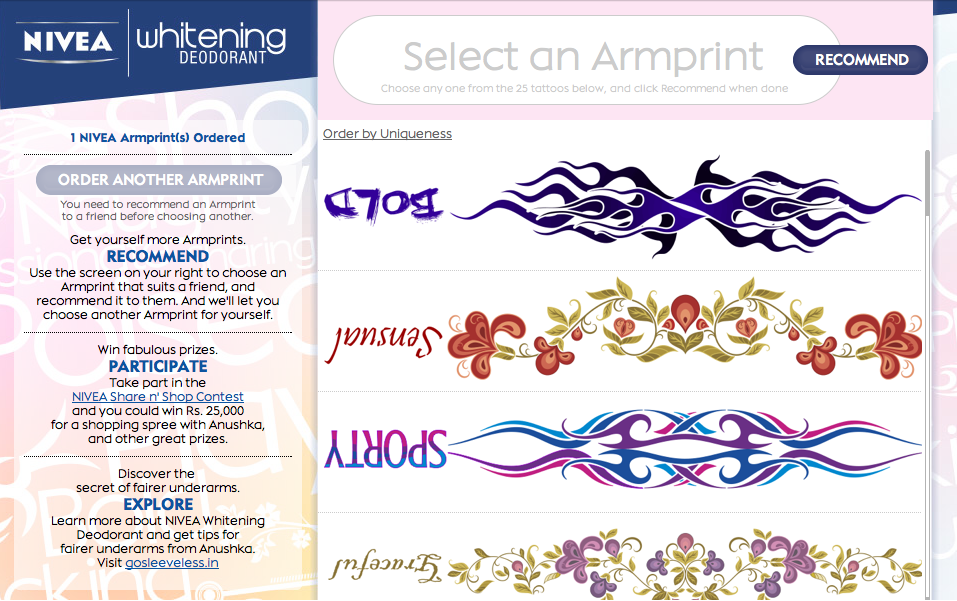 NIVEA
whitening
DEODORANT
1 NIVEA Armprint(s) Ordered
ORDER ANOTHER ARMPRINT
You need to recommend an Armprint
to a friend before choosing another.
Get yourself more Armprints.
RECOMMEND
Use the screen on your right to choose an
Armprint that suits a friend, and
recommend it to them. And we'll let you
choose another Armprint for yourself.
Win fabulous prizes.
PARTICIPATE
Take part in the
NIVEA Share n' Shop Contest
and you could win Rs. 25,000
for a shopping spree with Anushka,
and other great prizes.
Discover the
secret of fairer underarms.
EXPLORE
Learn more about NIVEA Whitening
Deodorant and get tips for
fairer underarms from Anushka.
Visit gosleeveless.in
Select an Armprint
Choose any one from the 25 tattoos below, and click Recommend when done
RECOMMEND
Order by Uniqueness
BOLD
Sensual
SPORTY
Graceful